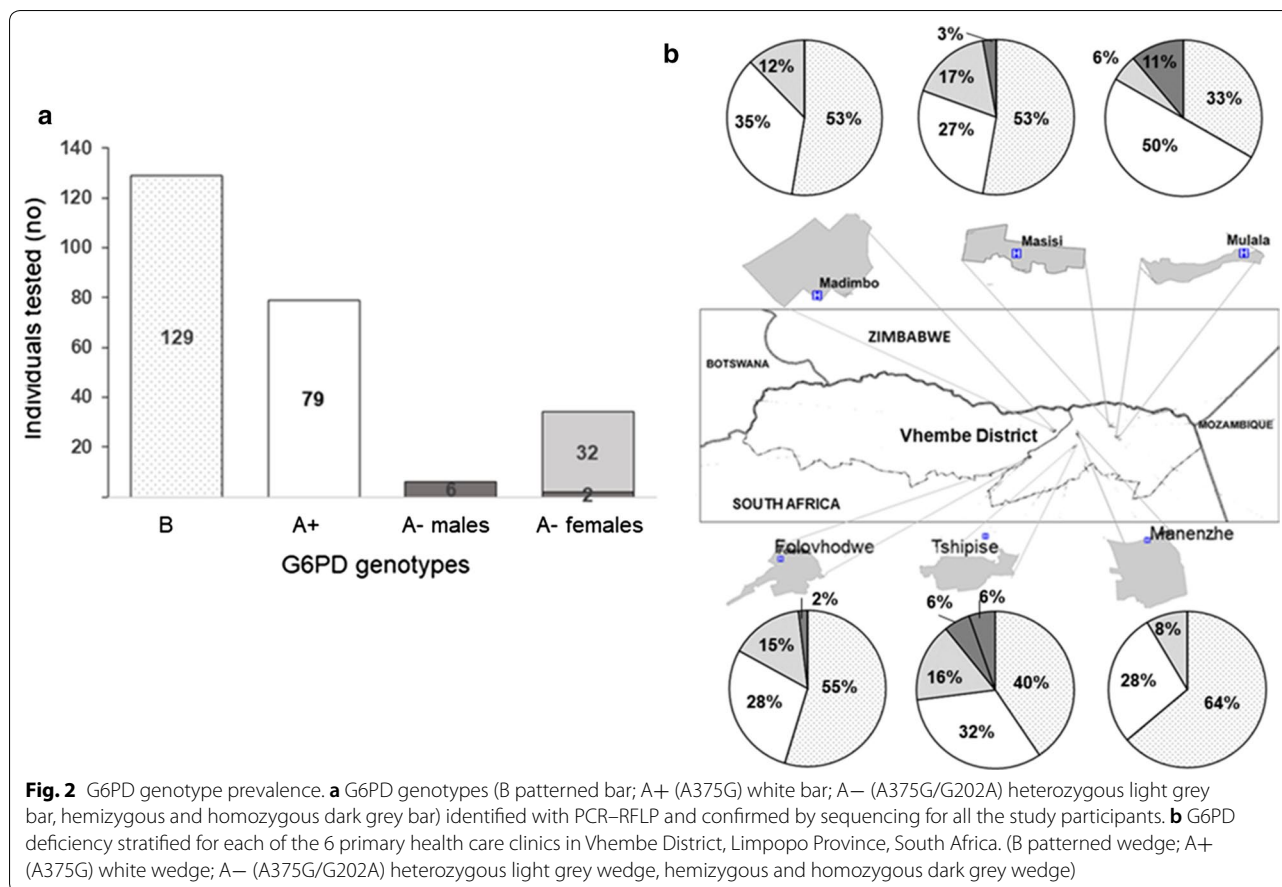 a
Individuals tested (no)
140
120
100
80
60
40
20
129
79
6
32
2
B
A+
A- males
A- females
G6PD genotypes
b
12%
35%
53%
3%
17%
27%
53%
6%
11%
33%
50%
Madimbo
Masisi
Mulala
ZIMBABWE
BOTSWANA
Vhembe District
MOZAMBIQUE
SOUTH AFRICA
Folovhodwe
Tshipise
Manenzhe
2%
15%
28%
55%
6%
6%
16%
32%
40%
8%
28%
64%
Fig. 2 G6PD genotype prevalence. a G6PD genotypes (B patterned bar; A+ (A375G) white bar; A− (A375G/G202A) heterozygous light grey
bar, hemizygous and homozygous dark grey bar) identified with PCR–RFLP and confirmed by sequencing for all the study participants. b G6PD
deficiency stratified for each of the 6 primary health care clinics in Vhembe District, Limpopo Province, South Africa. (B patterned wedge; A+
(A375G) white wedge; A− (A375G/G202A) heterozygous light grey wedge, hemizygous and homozygous dark grey wedge)